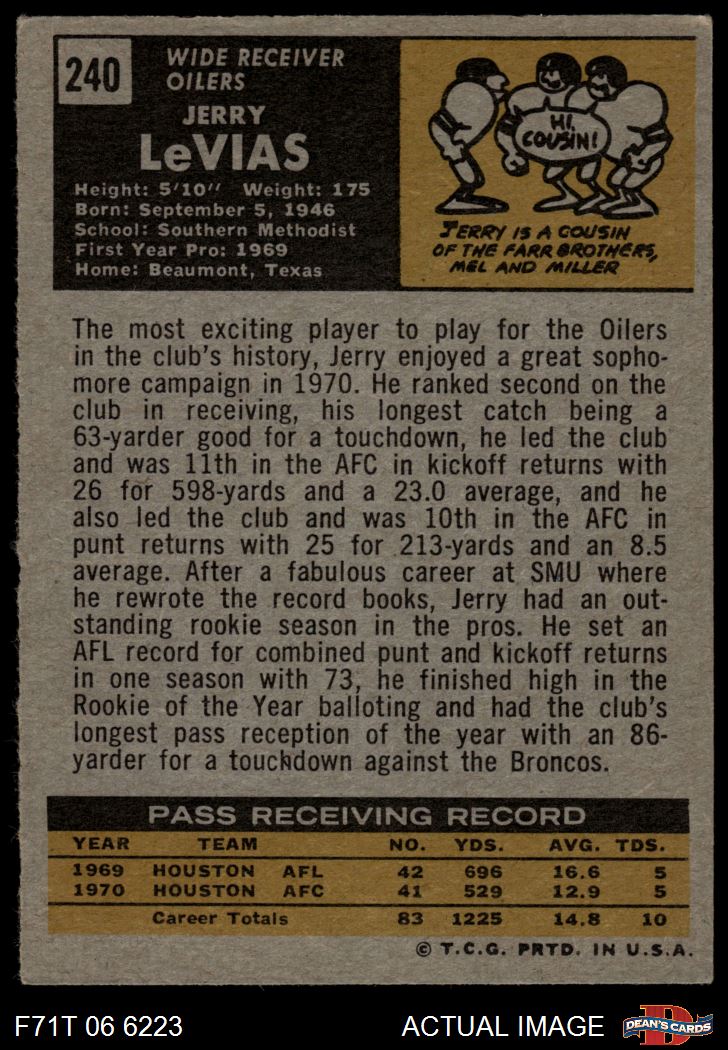 240
WIDE RECEIVER
OILERS
JERRY
LeVIAS
Height: 5'10" Weight: 175
Born: September 5, 1946
School: Southern Methodist
First Year Pro: 1969
Home: Beaumont, Texas
HI,
COUSIN!
JERRY IS A COUSIN
OF THE FARR BROTHERS,
MEL AND MILLER
The most exciting player to play for the Oilers
in the club's history, Jerry enjoyed a great sopho-
more campaign in 1970. He ranked second on the
club in receiving, his longest catch being a
63-yarder good for a touchdown, he led the club
and was 11th in the AFC in kickoff returns with
26 for 598-yards and a 23.0 average, and he
also led the club and was 10th in the AFC in
punt returns with 25 for 213-yards and an 8.5
average. After a fabulous career at SMU where
he rewrote the record books, Jerry had an out-
standing rookie season in the pros. He set an
AFL record for combined punt and kickoff returns
in one season with 73, he finished high in the
Rookie of the Year balloting and had the club's
longest pass reception of the year with an 86-
yarder for a touchdown against the Broncos.
PASS RECEIVING RECORD
YEAR TEAM NO. YDS. AVG. TDS.
1969 HOUSTON AFL 42 696 16.6 5
1970 HOUSTON AFC 41 529 12.9 5
Career Totals 83 1225 14.8 10
© T.C.G. PRTD. IN U.S.A.
F71T 06 6223 ACTUAL IMAGE
D
DEAN'S CARDS